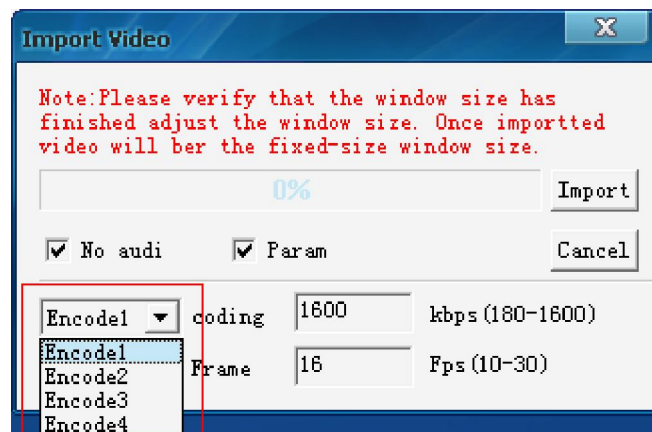 Import Video
Note:Please verify that the window size has
finished adjust the window size. Once importted
video will ber the fixed-size window size.
0%
Import
No audi
Param
Cancel
Encode1
coding
1600
kbps(180-1600)
Encode1
Encode2
Frame
16
Fps(10-30)
Encode3
Encode4